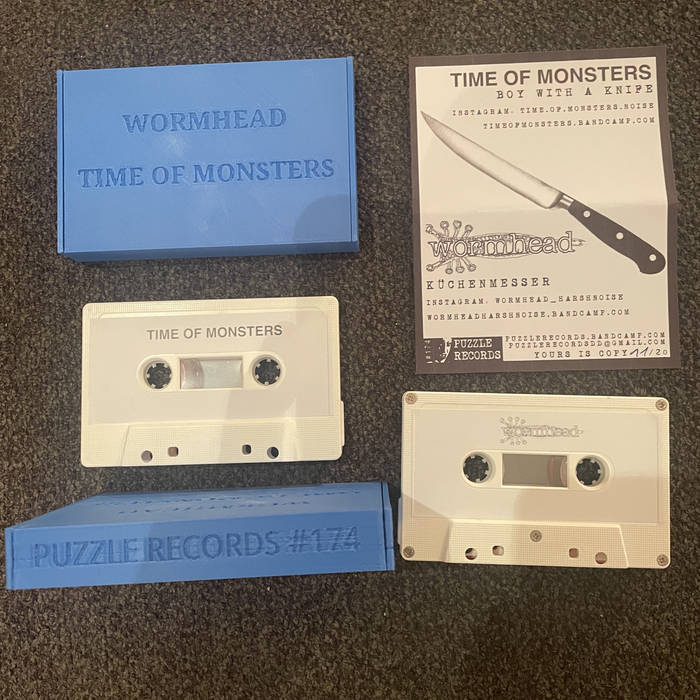 WORMHEAD
TIME OF MONSTERS
TIME OF MONSTERS
BOY WITH A KNIFE
INSTAGRAM: TIME.OF.MONSTERS.NOISE
TIMEOFMONSTERS.BANDCAMP.COM
wormhead
KÜCHENMESSER
INSTAGRAM: WORMHEAD_HARSHNOISE
WORMHEADHARSHNOISE.BANDCAMP.COM
PUZZLE
RECORDS
PUZZLERECORDS.BANDCAMP.COM
PUZZLERECORDSDD@GMAIL.COM
YOURS IS COPY 11/20
TIME OF MONSTERS
wormhead
WORMHEAD
PUZZLE RECORDS #174